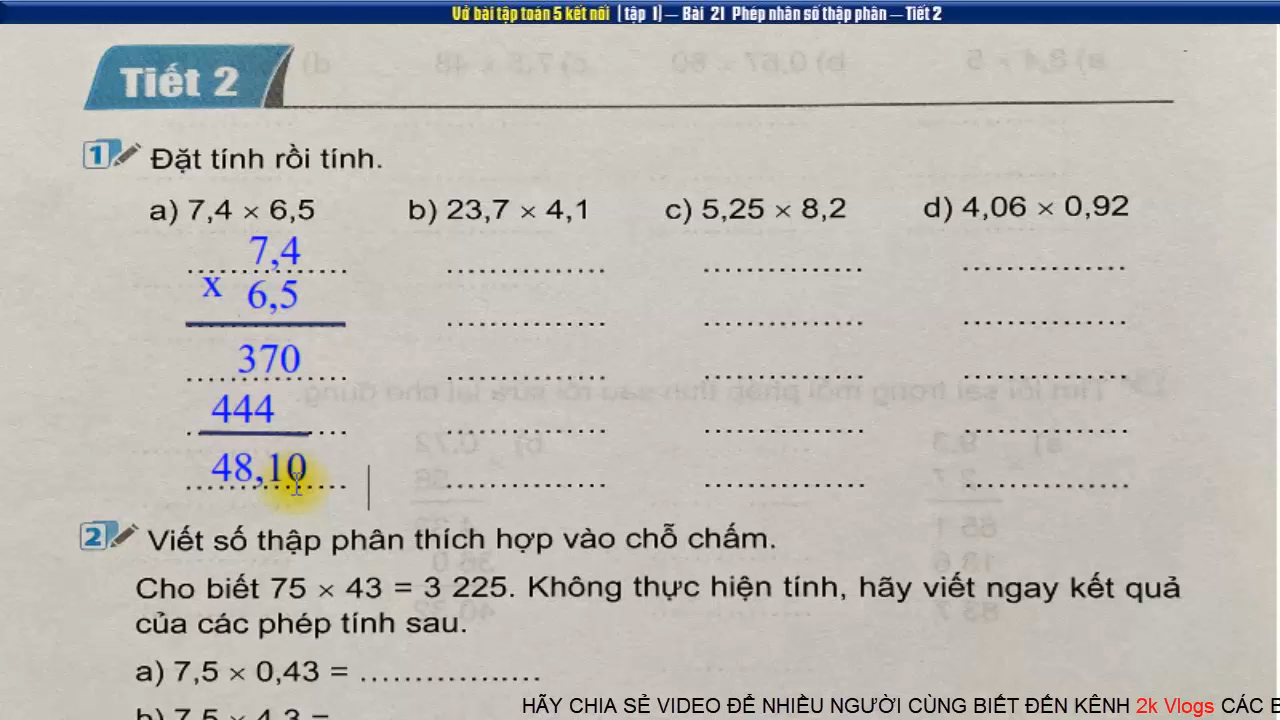 Vở bài tập toán 5 kết nối (tập 1) – Bài 21 Phép nhân số thập phân – Tiết 2
Tiết 2
1 Đặt tính rồi tính.
a) 7,4 × 6,5 b) 23,7 × 4,1 c) 5,25 × 8,2 d) 4,06 × 0,92
7,4
x 6,5
370
444
48,10
2 Viết số thập phân thích hợp vào chỗ chấm.
Cho biết 75 × 43 = 3 225. Không thực hiện tính, hãy viết ngay kết quả
của các phép tính sau.
a) 7,5 × 0,43 = .................
b) 7,5 × 4,3 =
HÃY CHIA SẺ VIDEO ĐỂ NHIỀU NGƯỜI CÙNG BIẾT ĐẾN KÊNH 2k Vlogs CÁC